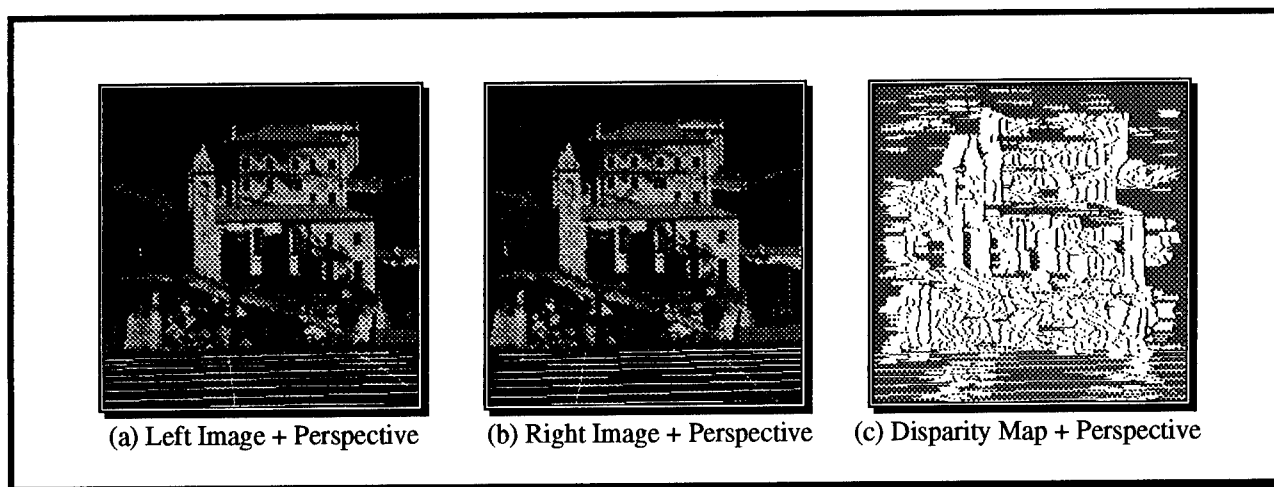 (a) Left Image + Perspective
(b) Right Image + Perspective
(c) Disparity Map + Perspective